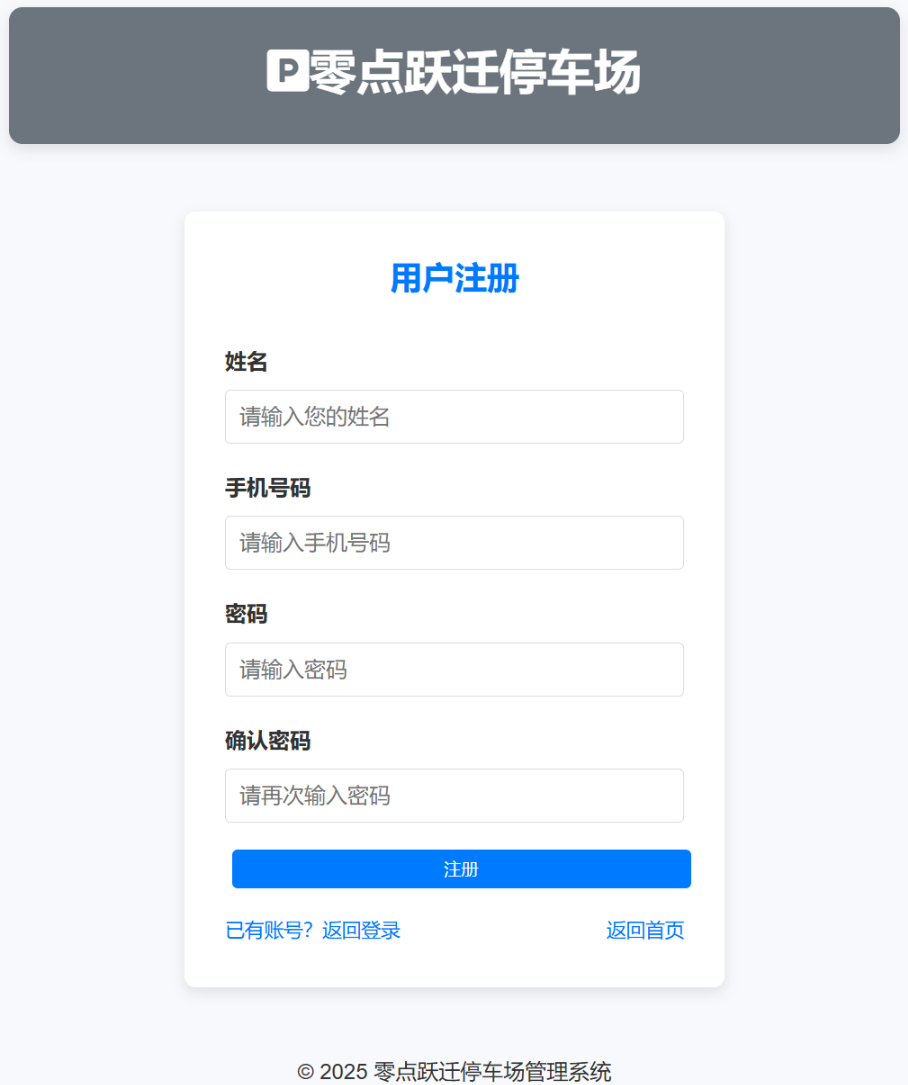 🅿零点跃迁停车场
用户注册
姓名
请输入您的姓名
手机号码
请输入手机号码
密码
请输入密码
确认密码
请再次输入密码
注册
已有账号？返回登录 返回首页
© 2025 零点跃迁停车场管理系统